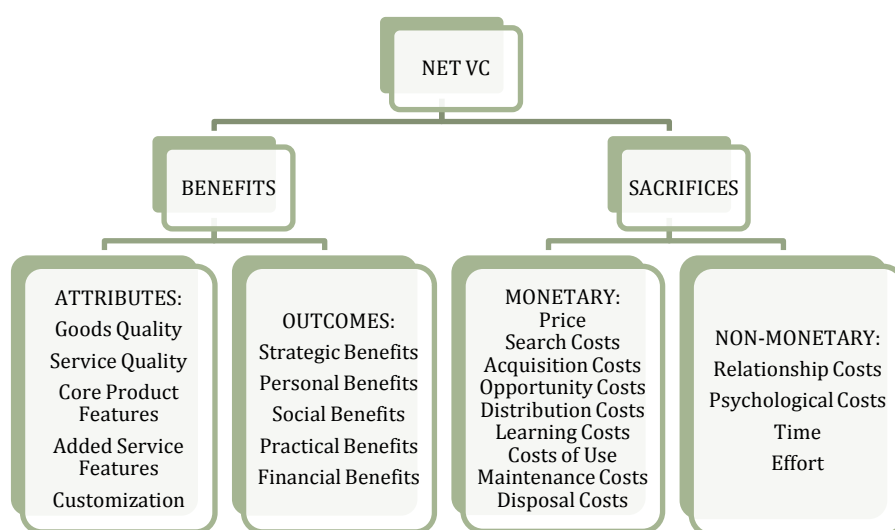 NET VC
BENEFITS
SACRIFICES
ATTRIBUTES:
Goods Quality
Service Quality
Core Product
Features
Added Service
Features
Customization
OUTCOMES:
Strategic Benefits
Personal Benefits
Social Benefits
Practical Benefits
Financial Benefits
MONETARY:
Price
Search Costs
Acquisition Costs
Opportunity Costs
Distribution Costs
Learning Costs
Costs of Use
Maintenance Costs
Disposal Costs
NON-MONETARY:
Relationship Costs
Psychological Costs
Time
Effort